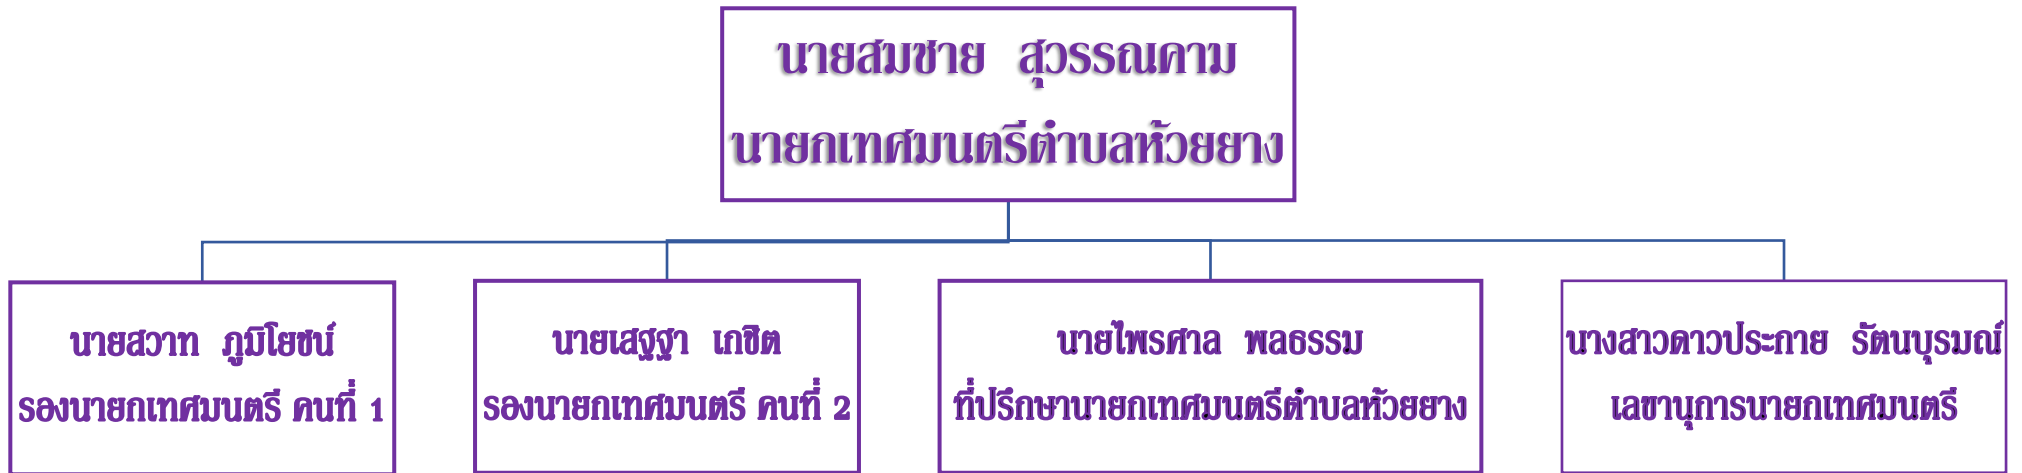 นายสมชาย สุวรรณคาม
นายกเทศมนตรีตำบลห้วยยาง
นายสวาท ภูมิโยชน์
รองนายกเทศมนตรี คนที่ 1
นายเสฐฐา เกชิต
รองนายกเทศมนตรี คนที่ 2
นายไพรศาล พลธรรม
ที่ปรึกษานายกเทศมนตรีตำบลห้วยยาง
นางสาวดาวประกาย รัตนบุรมณ์
เลขานุการนายกเทศมนตรี